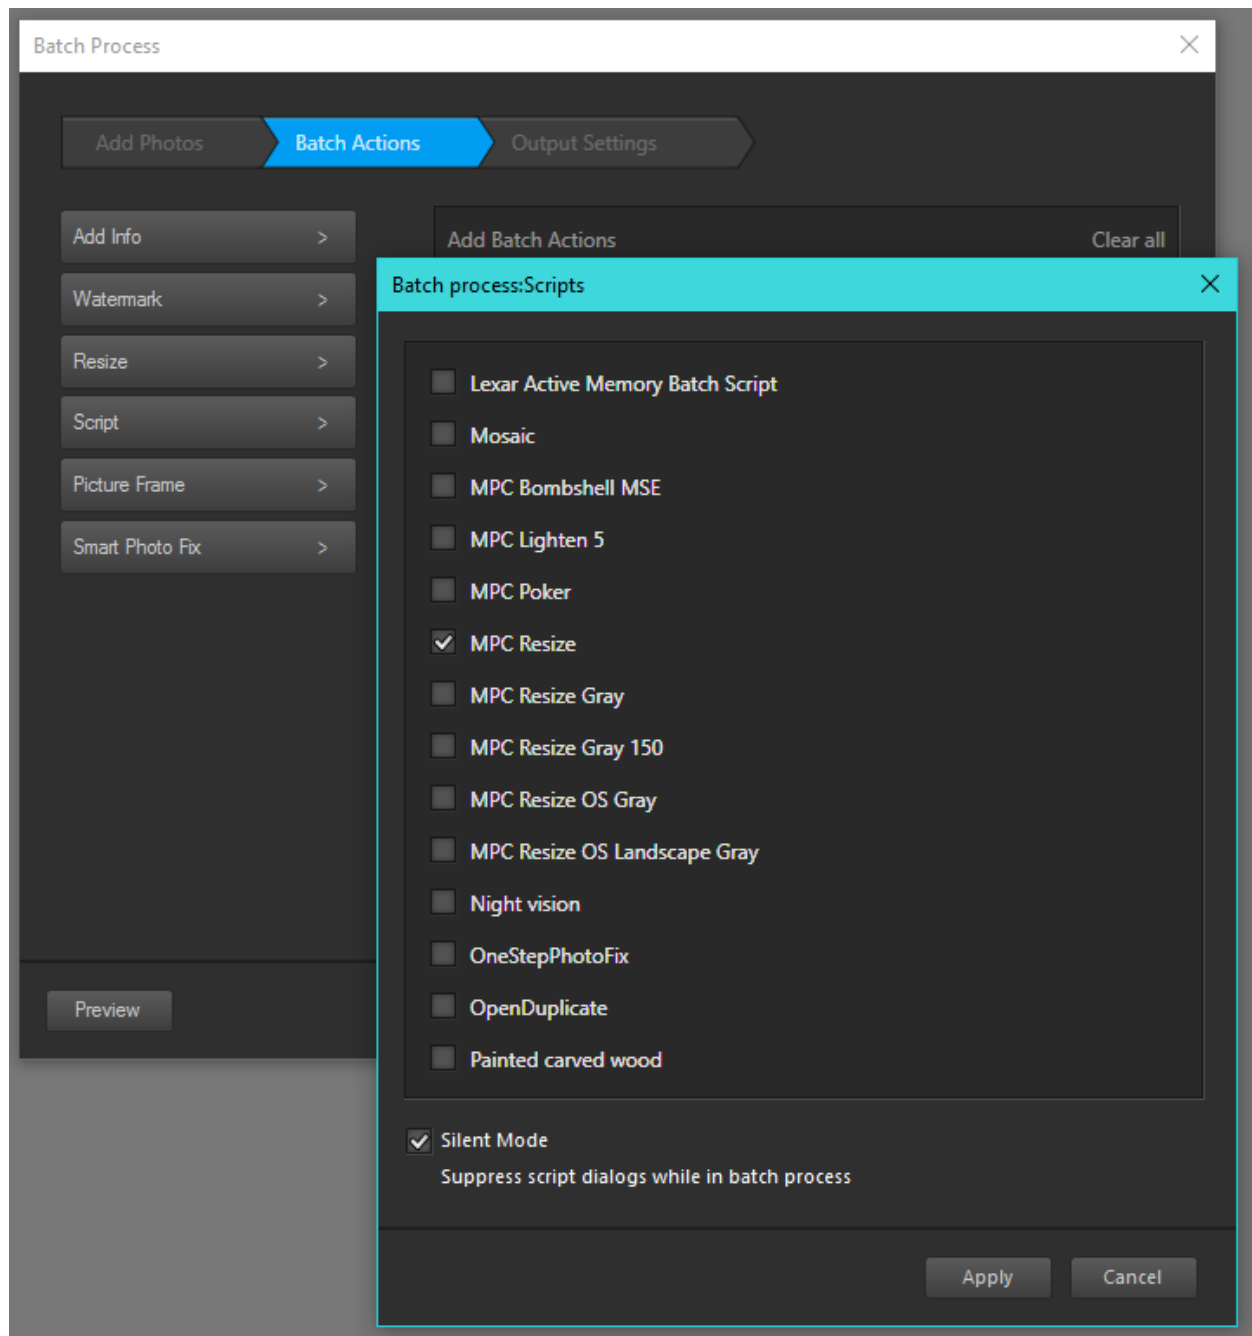 Batch Process
Add Photos
Batch Actions
Output Settings
Add Info >
Watermark >
Resize >
Script >
Picture Frame >
Smart Photo Fix >
Add Batch Actions
Clear all
Preview
Batch process:Scripts
Lexar Active Memory Batch Script
Mosaic
MPC Bombshell MSE
MPC Lighten 5
MPC Poker
MPC Resize
MPC Resize Gray
MPC Resize Gray 150
MPC Resize OS Gray
MPC Resize OS Landscape Gray
Night vision
OneStepPhotoFix
OpenDuplicate
Painted carved wood
Silent Mode
Suppress script dialogs while in batch process
Apply
Cancel